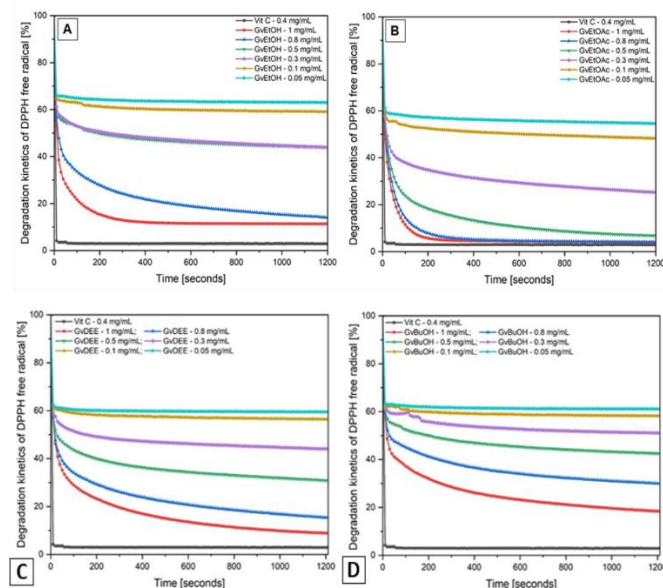 A
Vit C - 0.4 mg/mL
GvEtOH - 1 mg/mL
GvEtOH - 0.8 mg/mL
GvEtOH - 0.5 mg/mL
GvEtOH - 0.3 mg/mL
GvEtOH - 0.1 mg/mL
GvEtOH - 0.05 mg/mL
Degradation kinetics of DPPH free radical [%]
100
80
60
40
20
0
0 200 400 600 800 1000 1200
Time [seconds]
B
Vit C - 0.4 mg/mL
GvEtOAc - 1 mg/mL
GvEtOAc - 0.8 mg/mL
GvEtOAc - 0.5 mg/mL
GvEtOAc - 0.3 mg/mL
GvEtOAc - 0.1 mg/mL
GvEtOAc - 0.05 mg/mL
Degradation kinetics of DPPH free radical [%]
100
80
60
40
20
0
0 200 400 600 800 1000 1200
Time [seconds]
Vit C - 0.4 mg/mL
GvDEE - 1 mg/mL; GvDEE - 0.8 mg/mL
GvDEE - 0.5 mg/mL; GvDEE - 0.3 mg/mL
GvDEE - 0.1 mg/mL; GvDEE - 0.05 mg/mL
Degradation kinetics of DPPH free radical [%]
100
80
60
40
20
0
0 200 400 600 800 1000 1200
Time [seconds]
C
Vit C - 0.4 mg/mL
GvBuOH - 1 mg/mL; GvBuOH - 0.8 mg/mL
GvBuOH - 0.5 mg/mL; GvBuOH - 0.3 mg/mL
GvBuOH - 0.1 mg/mL; GvBuOH - 0.05 mg/mL
Degradation kinetics of DPPH free radical [%]
100
80
60
40
20
0
0 200 400 600 800 1000 1200
Time [seconds]
D